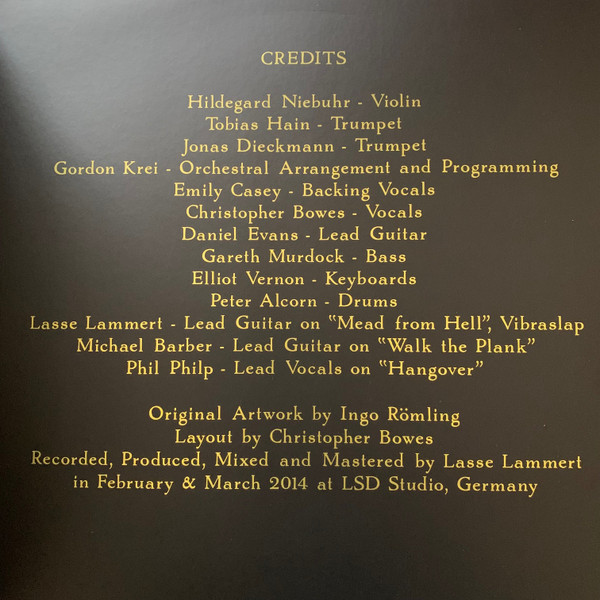 CREDITS
Hildegard Niebuhr - Violin
Tobias Hain - Trumpet
Jonas Dieckmann - Trumpet
Gordon Krei - Orchestral Arrangement and Programming
Emily Casey - Backing Vocals
Christopher Bowes - Vocals
Daniel Evans - Lead Guitar
Gareth Murdock - Bass
Elliot Vernon - Keyboards
Peter Alcorn - Drums
Lasse Lammert - Lead Guitar on "Mead from Hell", Vibraslap
Michael Barber - Lead Guitar on "Walk the Plank"
Phil Philp - Lead Vocals on "Hangover"
Original Artwork by Ingo Römling
Layout by Christopher Bowes
Recorded, Produced, Mixed and Mastered by Lasse Lammert
in February & March 2014 at LSD Studio, Germany